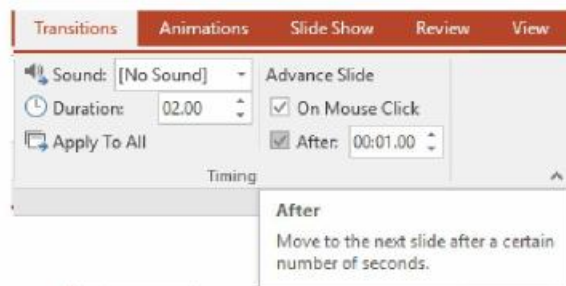 Transitions Animations Slide Show Review View
Sound: [No Sound] Advance Slide
Duration: 02.00 On Mouse Click
Apply To All After: 00:01.00
Timing
After
Move to the next slide after a certain
number of seconds.